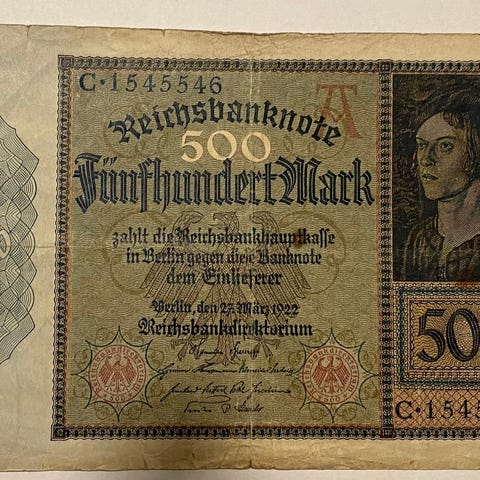 C·1545546
Reichsbanknote
500
Fünfhundert Mark
zahlt die Reichsbankhauptkasse
in Berlin gegen diese Banknote
dem Einlieferer
Berlin, den 27. März 1922
Reichsbankdirektorium
50
C·1545